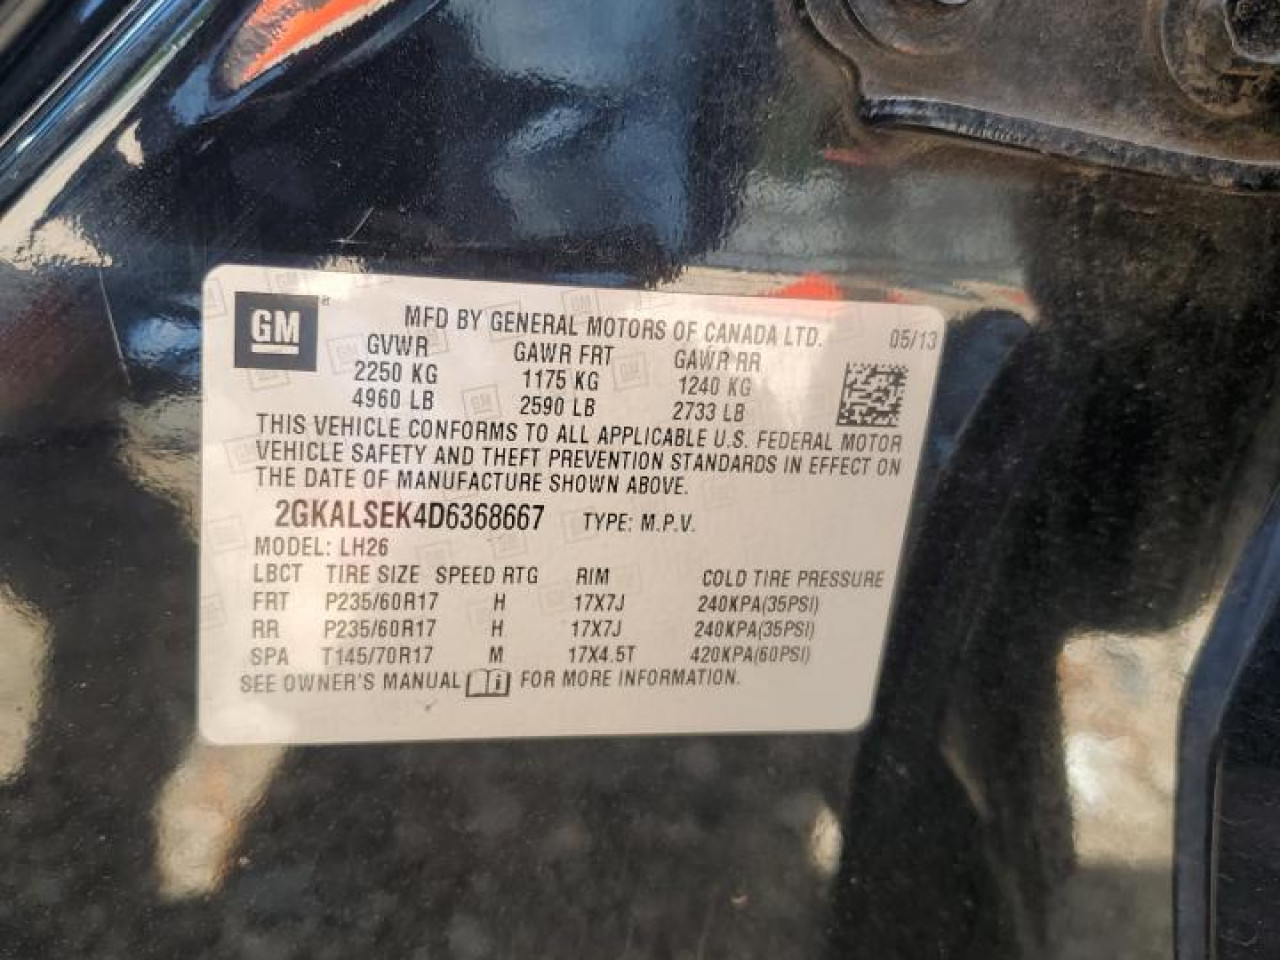 GM
MFD BY GENERAL MOTORS OF CANADA LTD. 05/13
GVWR GAWR FRT GAWR RR
2250 KG 1175 KG 1240 KG
4960 LB 2590 LB 2733 LB
THIS VEHICLE CONFORMS TO ALL APPLICABLE U.S. FEDERAL MOTOR
VEHICLE SAFETY AND THEFT PREVENTION STANDARDS IN EFFECT ON
THE DATE OF MANUFACTURE SHOWN ABOVE.
2GKALSEK4D6368667 TYPE: M.P.V.
MODEL: LH26
LBCT TIRE SIZE SPEED RTG RIM COLD TIRE PRESSURE
FRT P235/60R17 H 17X7J 240KPA(35PSI)
RR P235/60R17 H 17X7J 240KPA(35PSI)
SPA T145/70R17 M 17X4.5T 420KPA(60PSI)
SEE OWNER'S MANUAL FOR MORE INFORMATION.